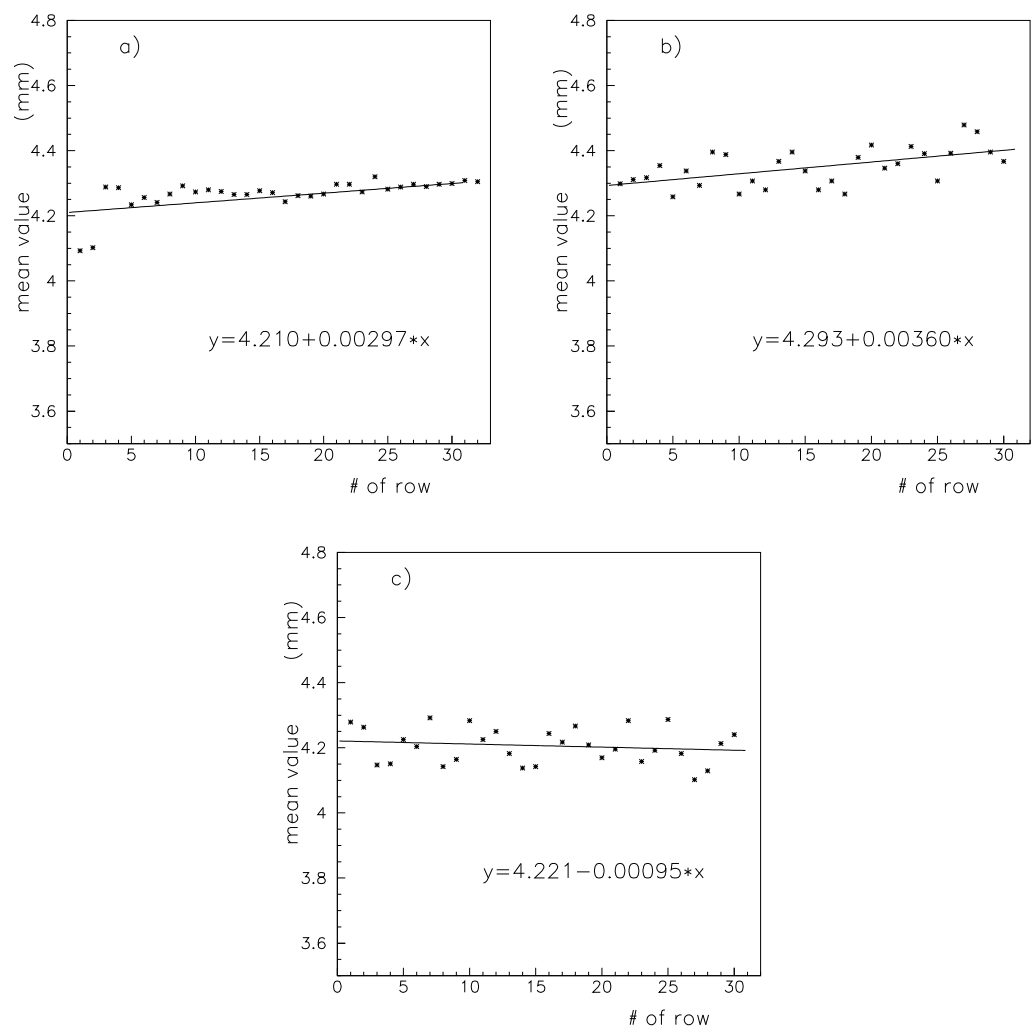 a)
mean value (mm)
4.8
4.6
4.4
4.2
4
3.8
3.6
y=4.210+0.00297*x
0 5 10 15 20 25 30
# of row
b)
mean value (mm)
4.8
4.6
4.4
4.2
4
3.8
3.6
y=4.293+0.00360*x
0 5 10 15 20 25 30
# of row
c)
mean value (mm)
4.8
4.6
4.4
4.2
4
3.8
3.6
y=4.221−0.00095*x
0 5 10 15 20 25 30
# of row